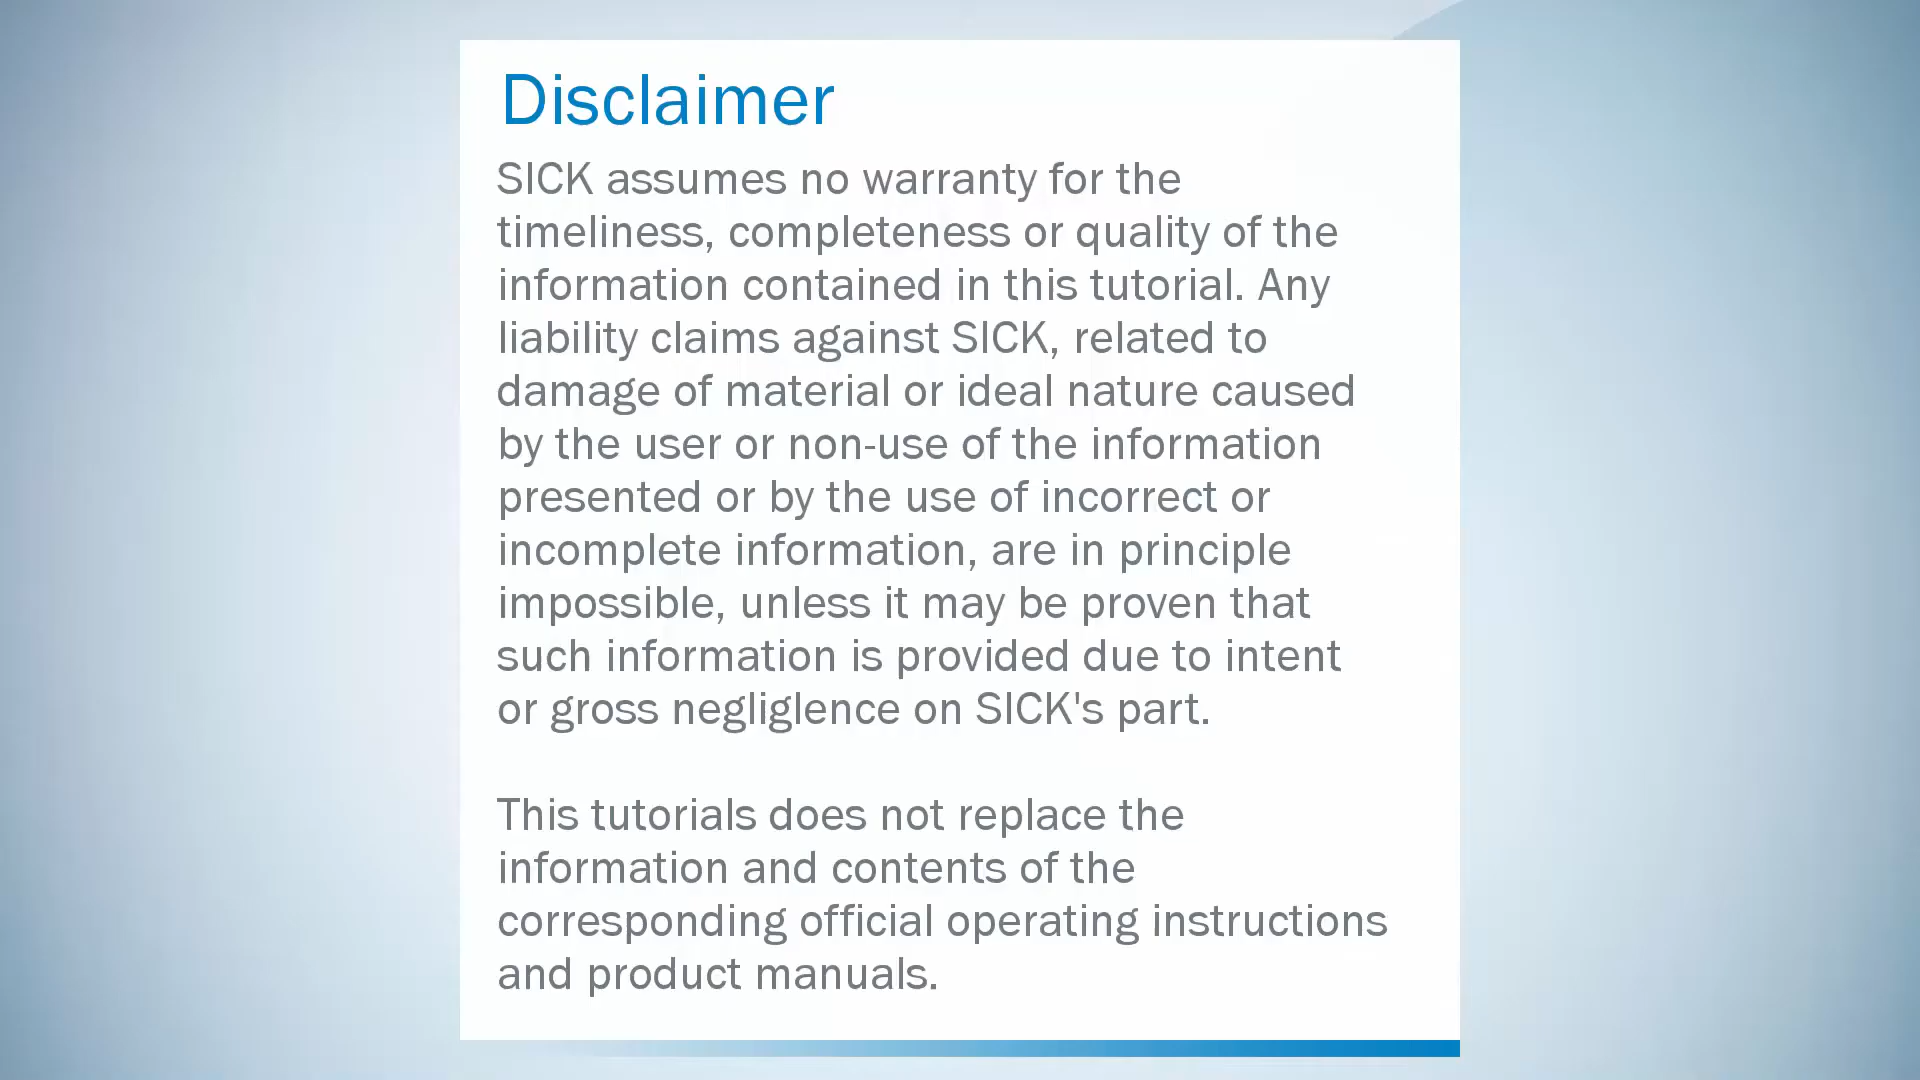 Disclaimer
SICK assumes no warranty for the
timeliness, completeness or quality of the
information contained in this tutorial. Any
liability claims against SICK, related to
damage of material or ideal nature caused
by the user or non-use of the information
presented or by the use of incorrect or
incomplete information, are in principle
impossible, unless it may be proven that
such information is provided due to intent
or gross negliglence on SICK's part.
This tutorials does not replace the
information and contents of the
corresponding official operating instructions
and product manuals.